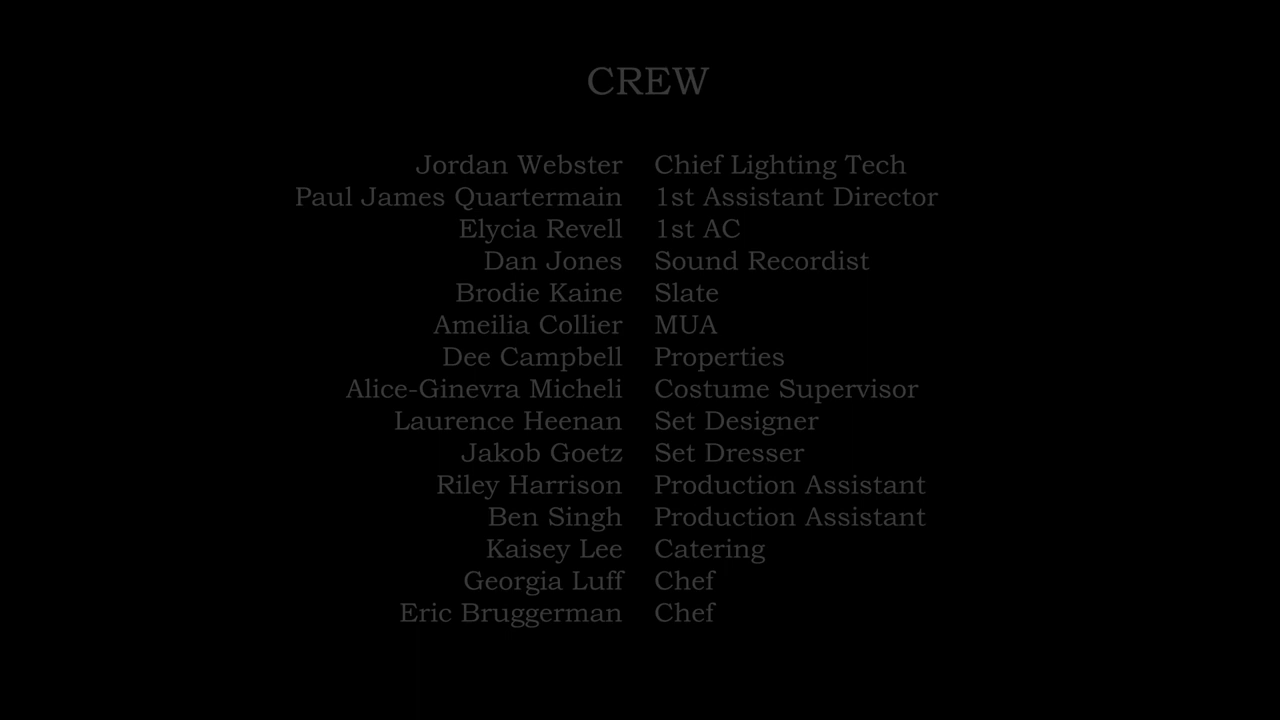 CREW
Jordan Webster Chief Lighting Tech
Paul James Quartermain 1st Assistant Director
Elycia Revell 1st AC
Dan Jones Sound Recordist
Brodie Kaine Slate
Ameilia Collier MUA
Dee Campbell Properties
Alice-Ginevra Micheli Costume Supervisor
Laurence Heenan Set Designer
Jakob Goetz Set Dresser
Riley Harrison Production Assistant
Ben Singh Production Assistant
Kaisey Lee Catering
Georgia Luff Chef
Eric Bruggerman Chef